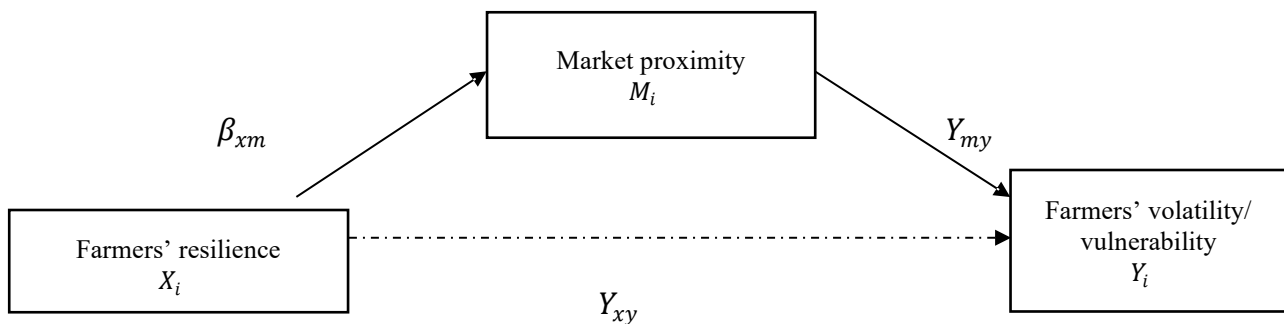 Market proximity
M_i
β_xm
Y_my
Farmers’ volatility/
vulnerability
Y_i
Farmers’ resilience
X_i
Y_xy